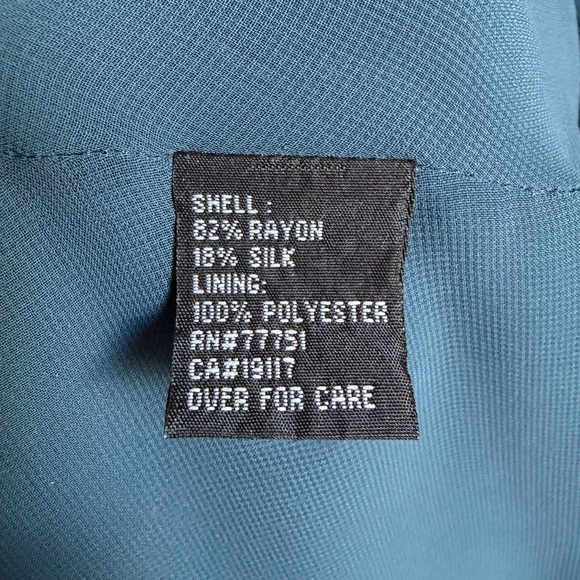 SHELL :
82% RAYON
18% SILK
LINING:
100% POLYESTER
RN#77751
CA#19117
OVER FOR CARE